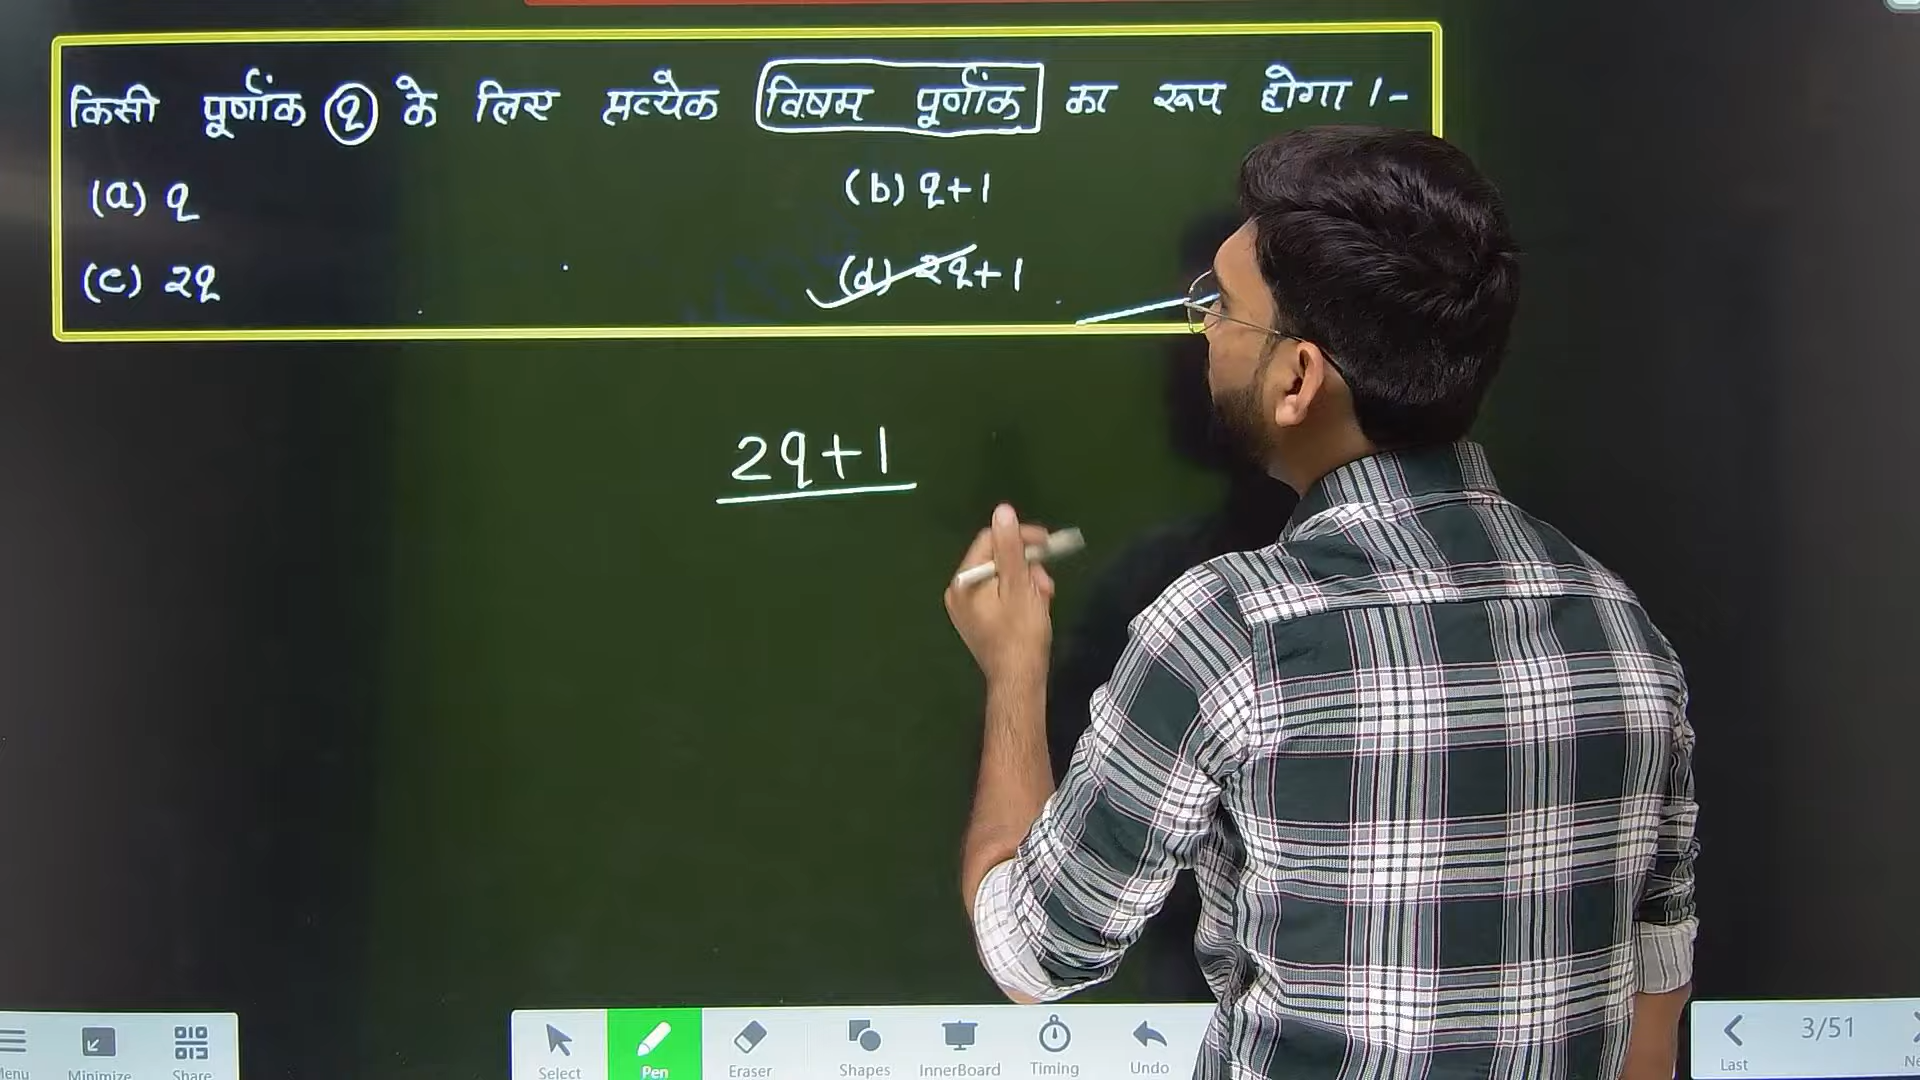 किसी पूर्णांक q के लिए प्रत्येक विषम पूर्णांक का रूप होगा ।-
(a) q
(b) q+1
(c) 2q
(d) 2q+1
2q+1
Menu Minimize Share Select Pen Eraser Shapes InnerBoard Timing Undo Last
3/51